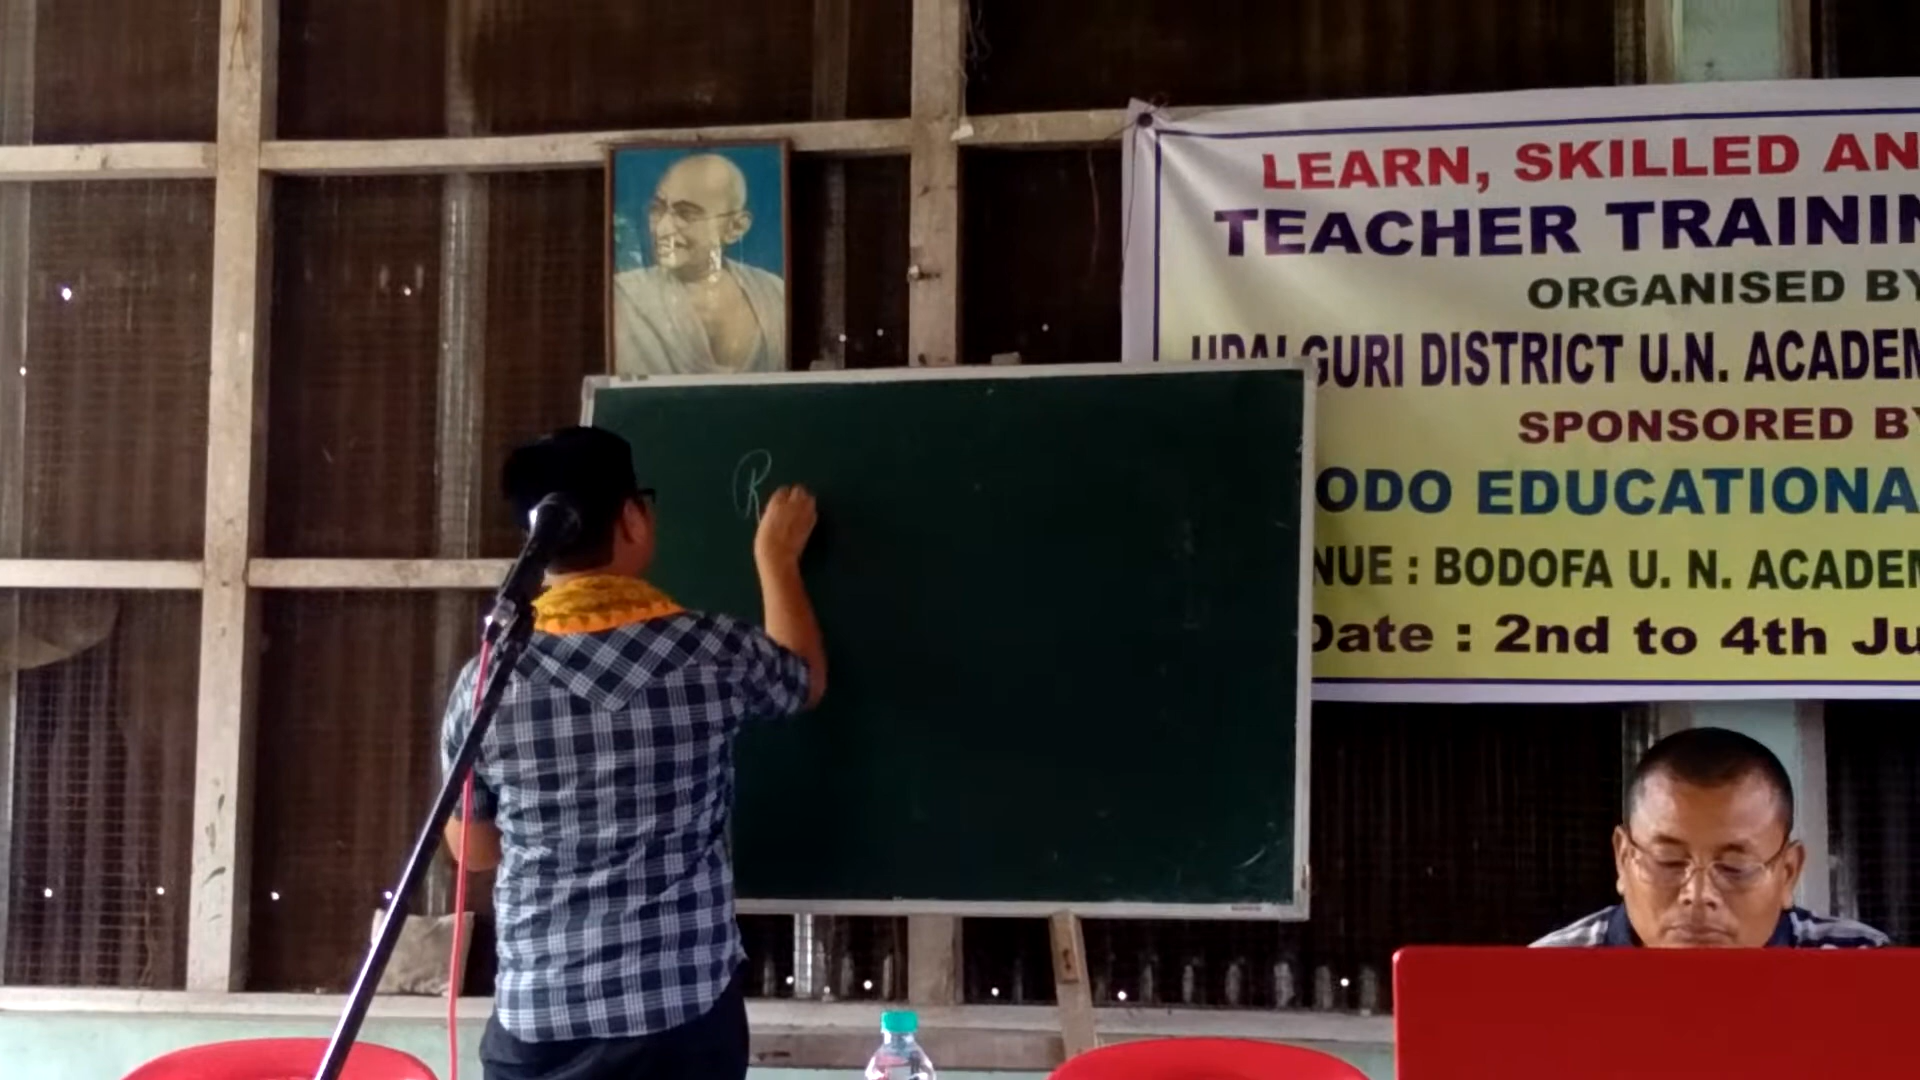 LEARN, SKILLED AN
TEACHER TRAININ
ORGANISED BY
UDALGURI DISTRICT U.N. ACADEM
SPONSORED BY
ODO EDUCATIONA
NUE : BODOFA U. N. ACADEM
Date : 2nd to 4th Ju
R